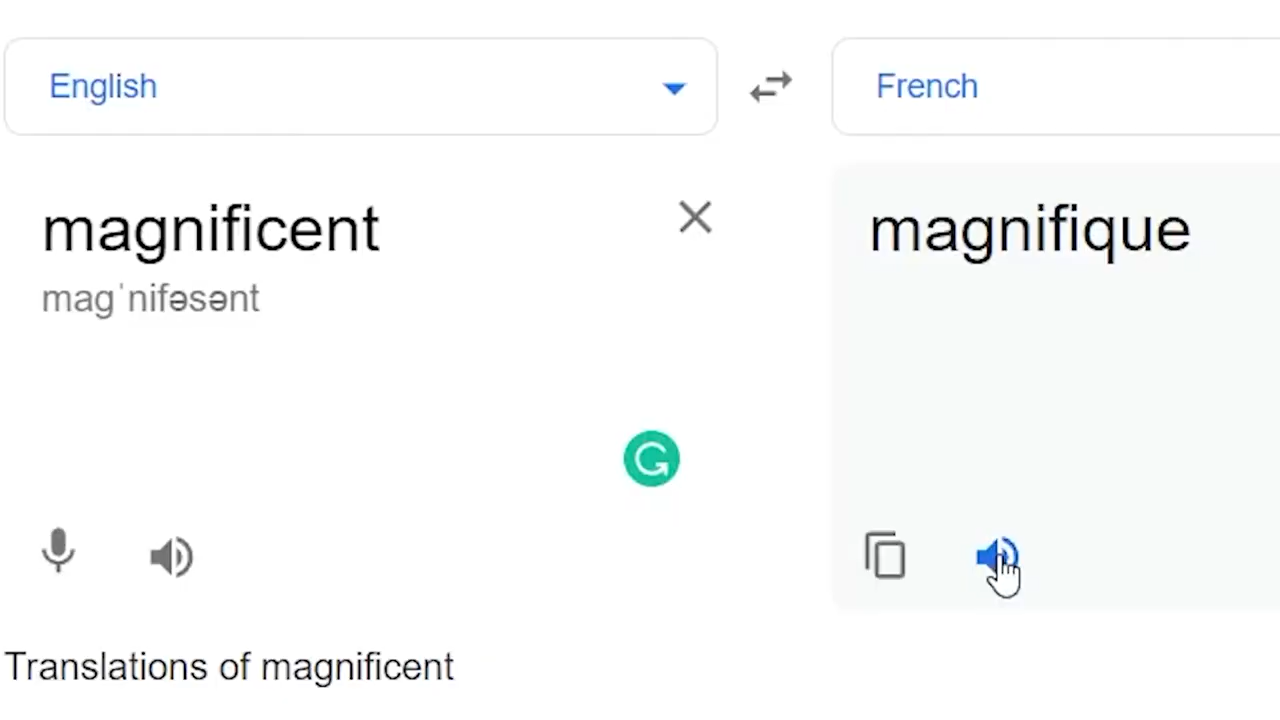 English
French
magnificent
magnifique
magˈnifəsənt
Translations of magnificent